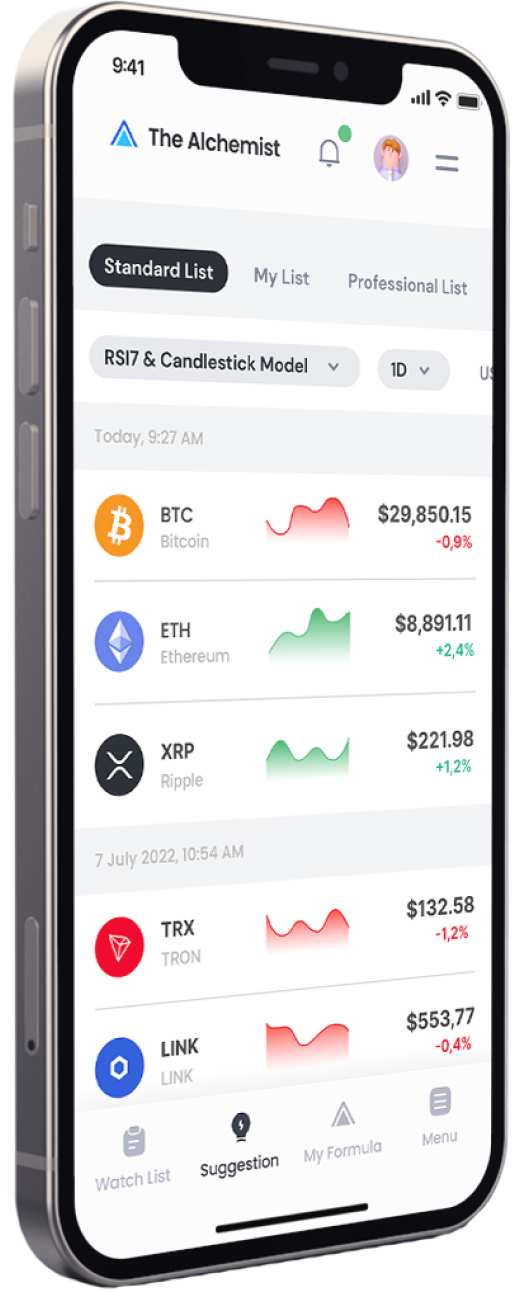 9:41
The Alchemist
Standard List My List Professional List
RSI7 & Candlestick Model 1D US
Today, 9:27 AM
BTC $29,850.15
Bitcoin -0,9%
ETH $8,891.11
Ethereum +2,4%
XRP $221.98
Ripple +1,2%
7 July 2022, 10:54 AM
TRX $132.58
TRON -1,2%
LINK $553,77
LINK -0,4%
Watch List Suggestion My Formula Menu